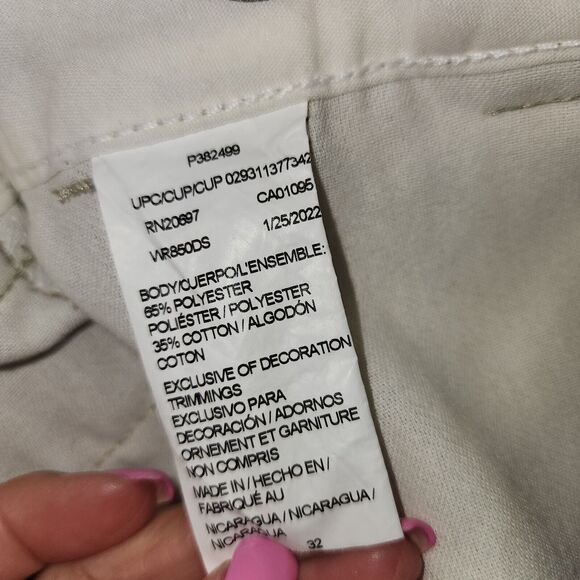 P382499
UPC/CUP/CUP 029311377342
RN20697 CA01095
WR850DS 1/25/2022
BODY/CUERPO/L'ENSEMBLE:
65% POLYESTER
POLIÉSTER / POLYESTER
35% COTTON / ALGODÓN
COTON
EXCLUSIVE OF DECORATION
TRIMMINGS
EXCLUSIVO PARA
DECORACIÓN / ADORNOS
ORNEMENT ET GARNITURE
NON COMPRIS
MADE IN / HECHO EN /
FABRIQUÉ AU
NICARAGUA / NICARAGUA /
NICARAGUA 32